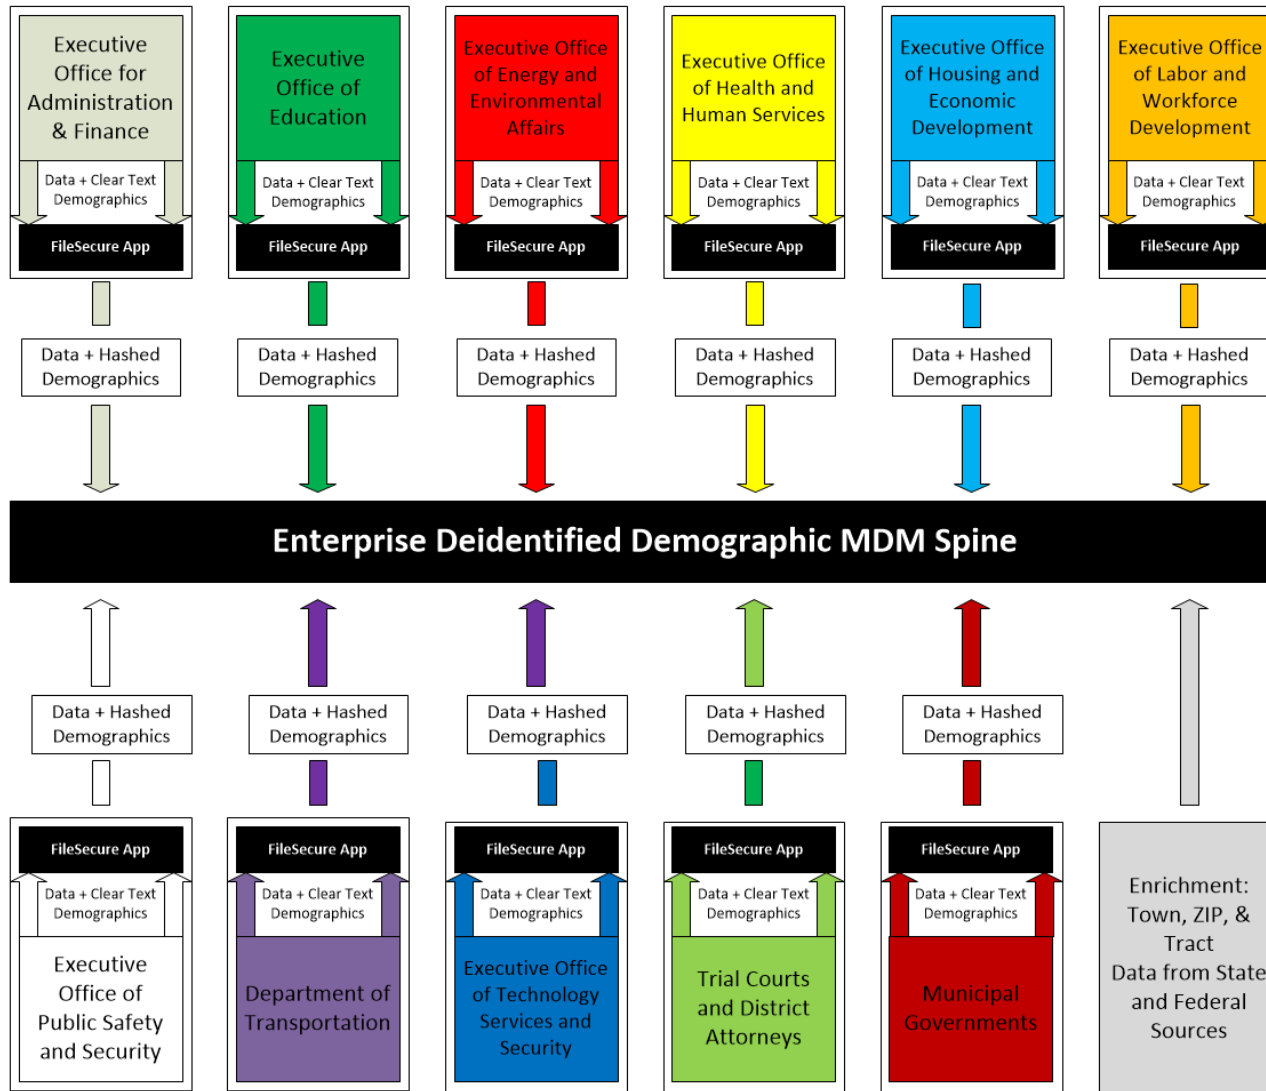 Executive
Office for
Administration
& Finance
Executive
Office of
Education
Executive Office
of Energy and
Environmental
Affairs
Executive Office
of Health and
Human Services
Executive Office
of Housing and
Economic
Development
Executive Office
of Labor and
Workforce
Development
Data + Clear Text
Demographics
Data + Clear Text
Demographics
Data + Clear Text
Demographics
Data + Clear Text
Demographics
Data + Clear Text
Demographics
Data + Clear Text
Demographics
FileSecure App
FileSecure App
FileSecure App
FileSecure App
FileSecure App
FileSecure App
Data + Hashed
Demographics
Data + Hashed
Demographics
Data + Hashed
Demographics
Data + Hashed
Demographics
Data + Hashed
Demographics
Data + Hashed
Demographics
Enterprise Deidentified Demographic MDM Spine
Data + Hashed
Demographics
Data + Hashed
Demographics
Data + Hashed
Demographics
Data + Hashed
Demographics
Data + Hashed
Demographics
FileSecure App
FileSecure App
FileSecure App
FileSecure App
FileSecure App
Data + Clear Text
Demographics
Data + Clear Text
Demographics
Data + Clear Text
Demographics
Data + Clear Text
Demographics
Data + Clear Text
Demographics
Executive
Office of
Public Safety
and Security
Department of
Transportation
Executive Office
of Technology
Services and
Security
Trial Courts
and District
Attorneys
Municipal
Governments
Enrichment:
Town, ZIP, &
Tract
Data from State
and Federal
Sources